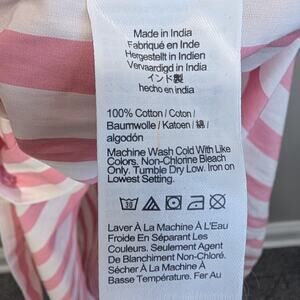 Made in India
Fabriqué en Inde
Hergestellt in Indien
Vervaardigd in India
インド製
hecho en india
100% Cotton / Coton /
Baumwolle / Katoen / 綿 /
algodón
Machine Wash Cold With Like
Colors. Non-Chlorine Bleach
Only. Tumble Dry Low. Iron on
Lowest Setting.
Laver À La Machine À L'Eau
Froide En Séparant Les
Couleurs. Seulement Agent
De Blanchiment Non-Chloré.
Sécher À La Machine À
Basse Température. Fer Au